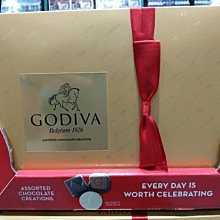 GODIVA
Belgium 1926
ASSORTED CHOCOLATE CREATIONS
ASSORTED
CHOCOLATE
CREATIONS
EVERY DAY IS
WORTH CELEBRATING